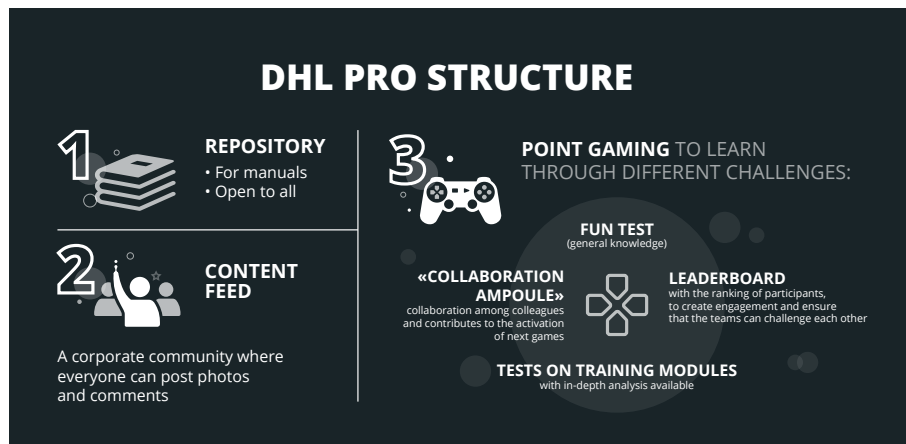 DHL PRO STRUCTURE
1
REPOSITORY
• For manuals
• Open to all
2
CONTENT
FEED
A corporate community where
everyone can post photos
and comments
3
POINT GAMING TO LEARN
THROUGH DIFFERENT CHALLENGES:
FUN TEST
(general knowledge)
«COLLABORATION
AMPOULE»
collaboration among colleagues
and contributes to the activation
of next games
LEADERBOARD
with the ranking of participants,
to create engagement and ensure
that the teams can challenge each other
TESTS ON TRAINING MODULES
with in-depth analysis available